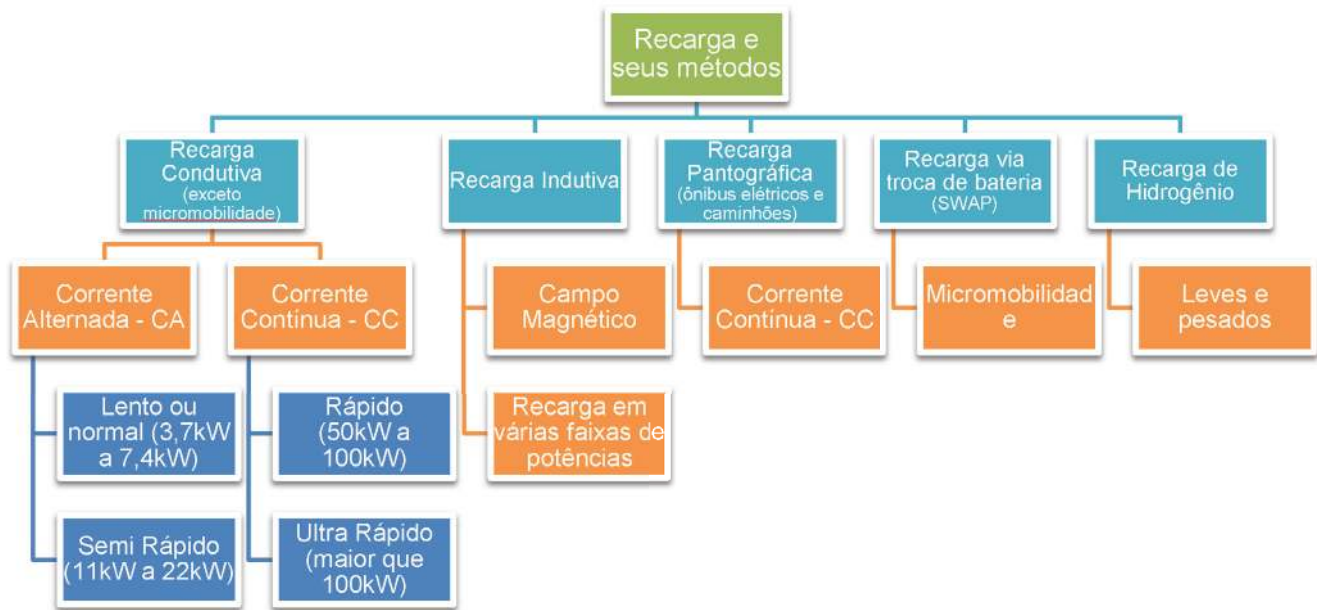 Recarga e
seus métodos
Recarga
Condutiva
(exceto
micromobilidade)
Recarga Indutiva
Recarga
Pantográfica
(ônibus elétricos e
caminhões)
Recarga via
troca de bateria
(SWAP)
Recarga de
Hidrogênio
Corrente
Alternada - CA
Corrente
Contínua - CC
Campo
Magnético
Corrente
Contínua - CC
Micromobilidad
e
Leves e
pesados
Lento ou
normal (3,7kW
a 7,4kW)
Rápido
(50kW a
100kW)
Recarga em
várias faixas de
potências
Semi Rápido
(11kW a 22kW)
Ultra Rápido
(maior que
100kW)